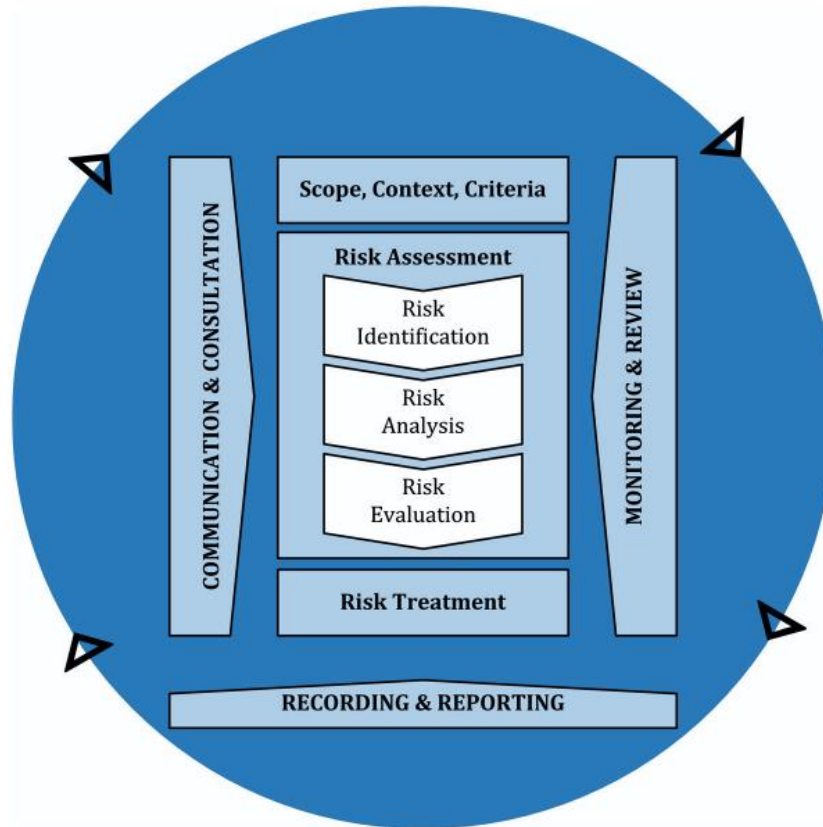 Scope, Context, Criteria
Risk Assessment
Risk
Identification
Risk
Analysis
Risk
Evaluation
Risk Treatment
COMMUNICATION & CONSULTATION
MONITORING & REVIEW
RECORDING & REPORTING